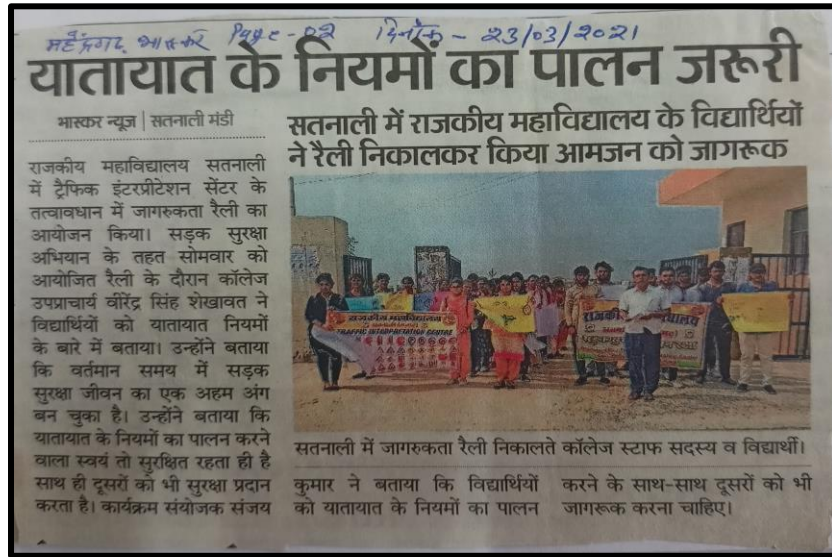 महेन्द्रगढ़ भास्कर Page - 02 दिनाँक - 23/03/2021
यातायात के नियमों का पालन जरूरी
भास्कर न्यूज | सतनाली मंडी
सतनाली में राजकीय महाविद्यालय के विद्यार्थियों
ने रैली निकालकर किया आमजन को जागरूक
राजकीय महाविद्यालय सतनाली
में ट्रैफिक इंटरप्रीटेशन सेंटर के
तत्वावधान में जागरुकता रैली का
आयोजन किया। सड़क सुरक्षा
अभियान के तहत सोमवार को
आयोजित रैली के दौरान कॉलेज
उपप्राचार्य वीरेंद्र सिंह शेखावत ने
विद्यार्थियों को यातायात नियमों
के बारे में बताया। उन्होंने बताया
कि वर्तमान समय में सड़क
सुरक्षा जीवन का एक अहम अंग
बन चुका है। उन्होंने बताया कि
यातायात के नियमों का पालन करने
वाला स्वयं तो सुरक्षित रहता ही है
साथ ही दूसरों को भी सुरक्षा प्रदान
करता है। कार्यक्रम संयोजक संजय
राजकीय महाविद्यालय
TRAFFIC INTERPRETATION CENTRE
सतनाली में जागरुकता रैली निकालते कॉलेज स्टाफ सदस्य व विद्यार्थी।
कुमार ने बताया कि विद्यार्थियों
को यातायात के नियमों का पालन
करने के साथ-साथ दूसरों को भी
जागरूक करना चाहिए।